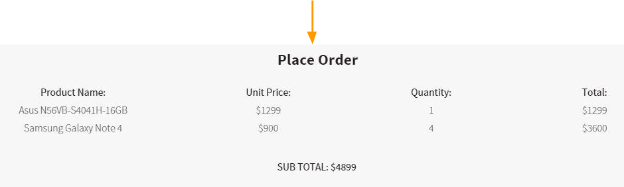 Place Order
Product Name: Unit Price: Quantity: Total:
Asus N56VB-S4041H-16GB $1299 1 $1299
Samsung Galaxy Note 4 $900 4 $3600
SUB TOTAL: $4899